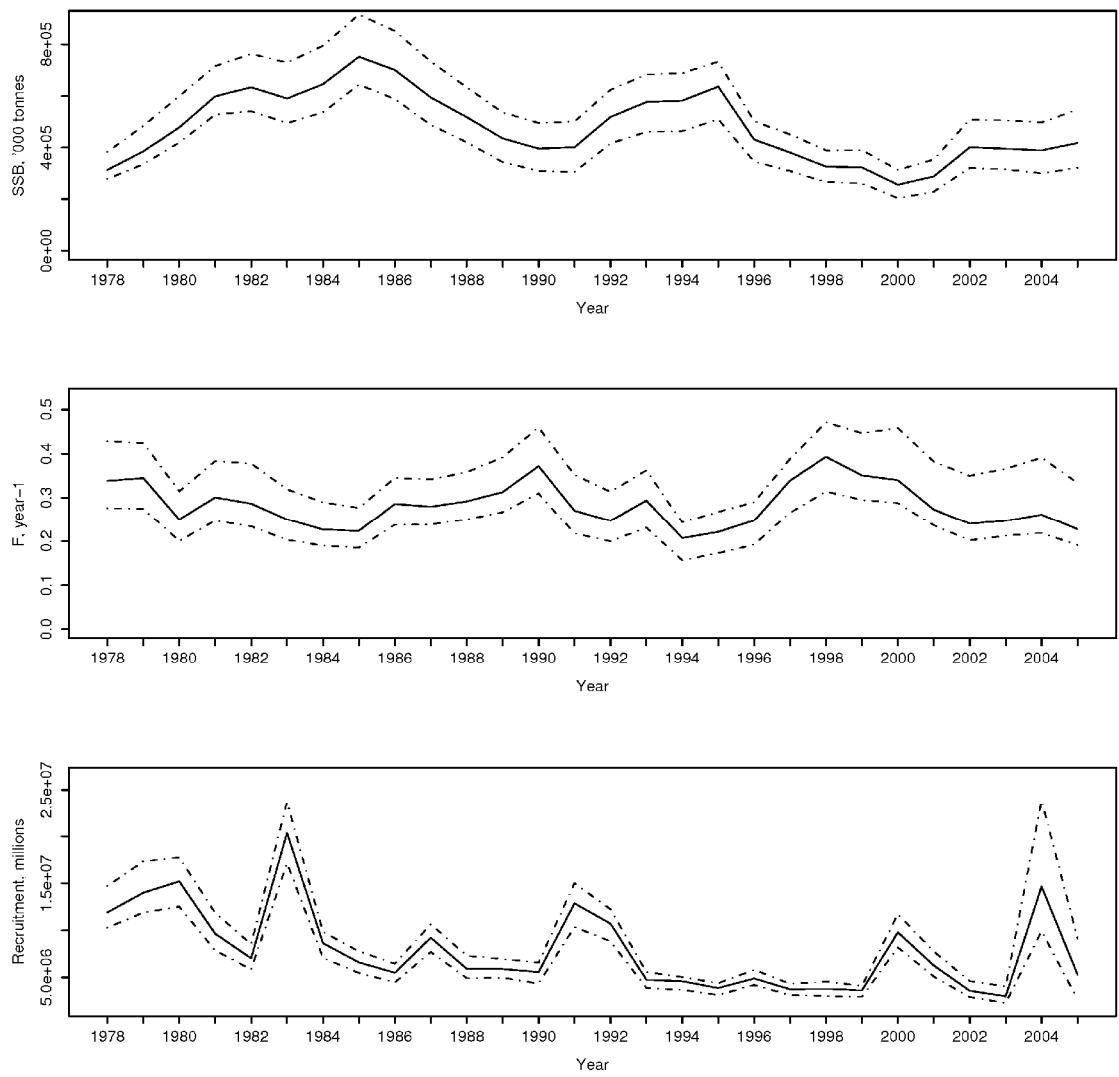 SSB, '000 tonnes
8e+05
4e+05
0e+00
1978 1980 1982 1984 1986 1988 1990 1992 1994 1996 1998 2000 2002 2004
Year
F, year−1
0.5
0.4
0.3
0.2
0.1
0.0
1978 1980 1982 1984 1986 1988 1990 1992 1994 1996 1998 2000 2002 2004
Year
Recruitment, millions
2.5e+07
1.5e+07
5.0e+06
1978 1980 1982 1984 1986 1988 1990 1992 1994 1996 1998 2000 2002 2004
Year